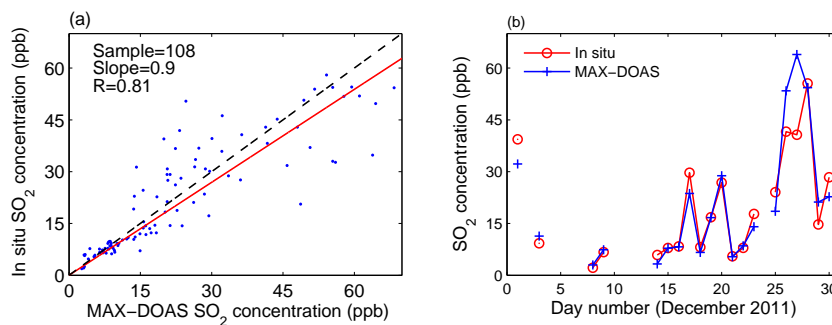 (a)
Sample=108
Slope=0.9
R=0.81
60
45
30
15
0
0 15 30 45 60
In situ SO2 concentration (ppb)
MAX−DOAS SO2 concentration (ppb)
(b)
In situ
MAX−DOAS
60
45
30
15
0
0 5 10 15 20 25 30
SO2 concentration (ppb)
Day number (December 2011)